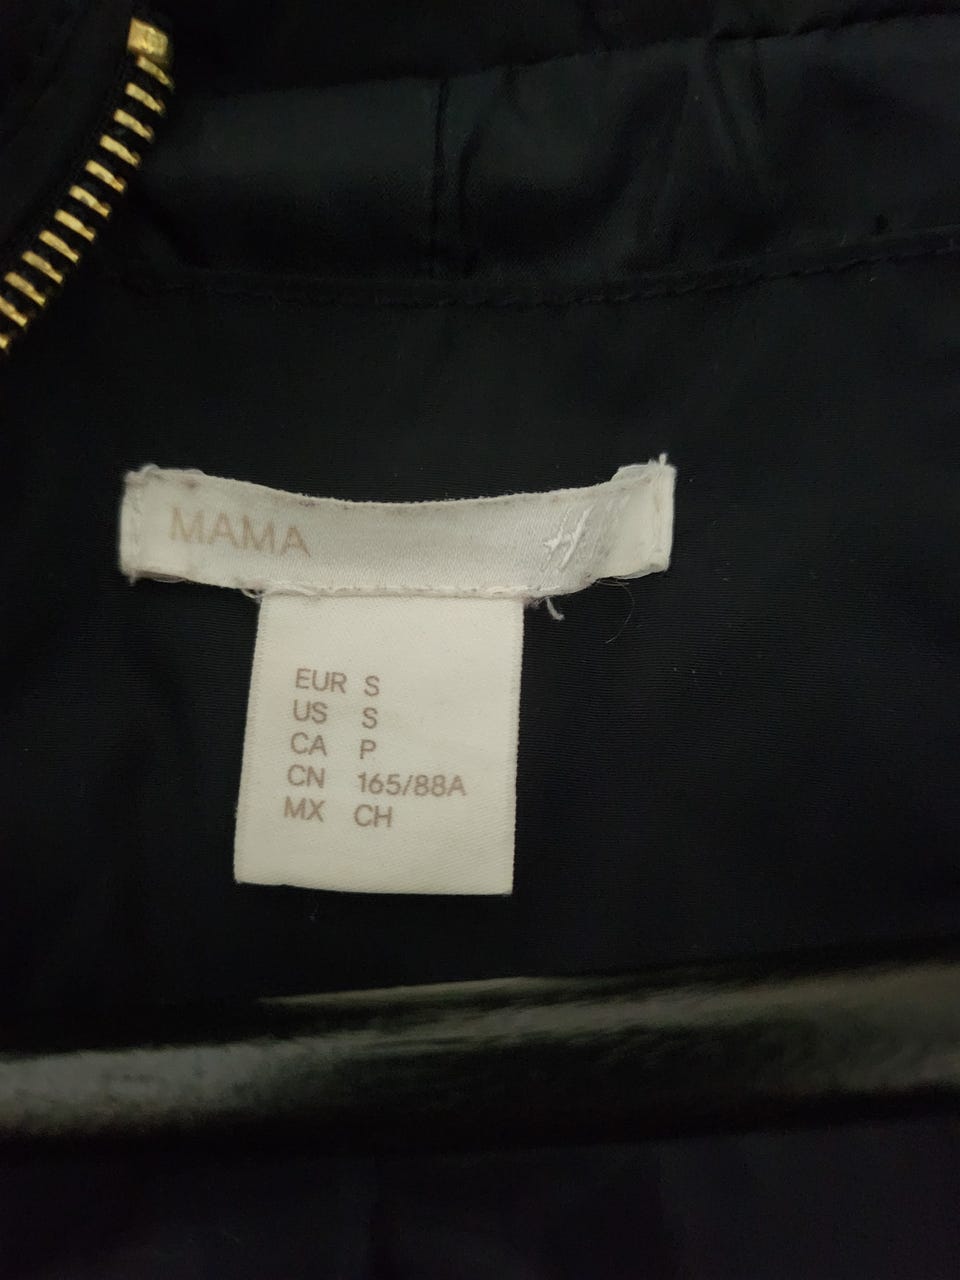 MAMA
EUR S
US S
CA P
CN 165/88A
MX CH